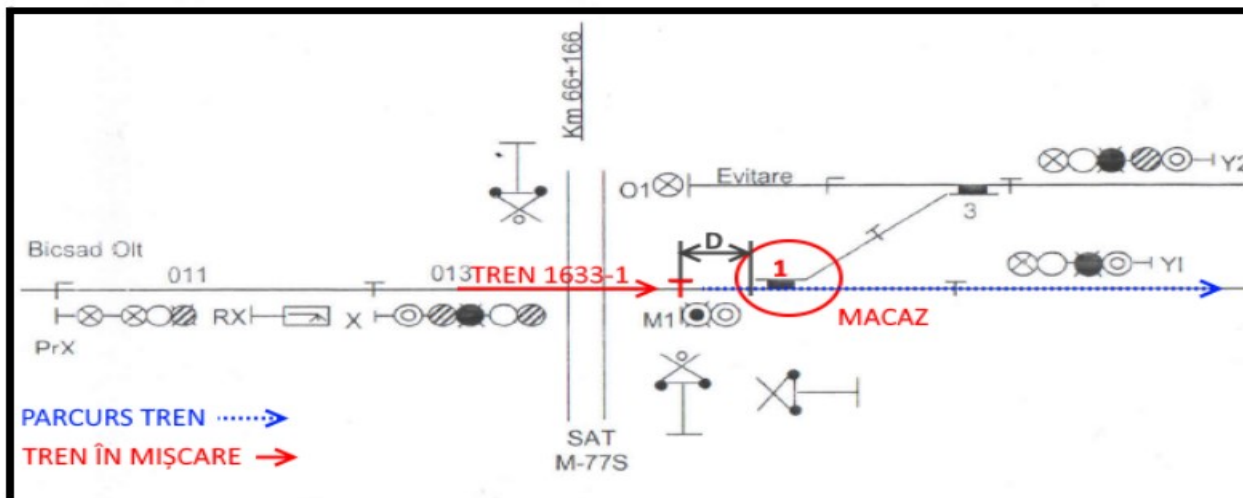 Km 66+166
O1
Evitare
Y2
3
Bicsad Olt
011
013
TREN 1633-1
D
1
YI
MACAZ
RX
X
M1
PrX
PARCURS TREN
TREN ÎN MIȘCARE
SAT
M-77S